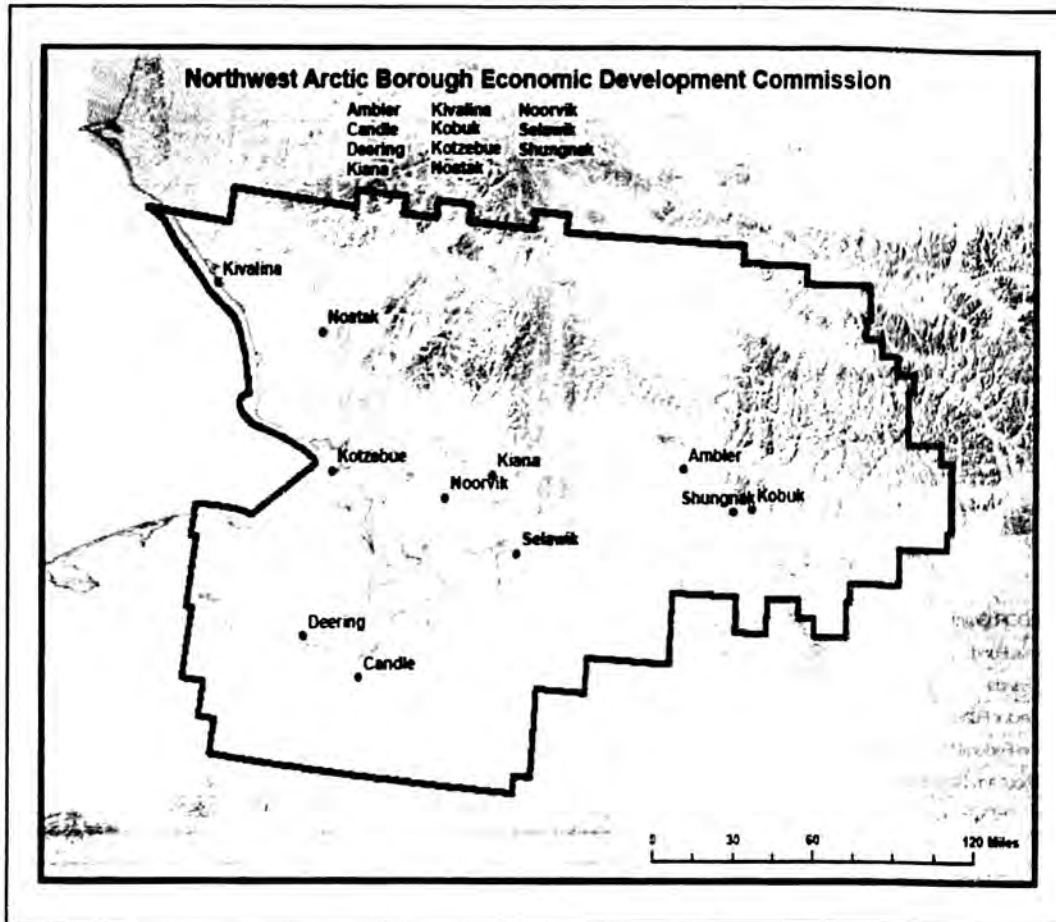 Northwest Arctic Borough Economic Development Commission
Ambler Kivalina Noorvik
Candle Kobuk Selawik
Deering Kotzebue Shungnak
Kiana Noatak
Kivalina
Noatak
Kotzebue
Kiana
Noorvik
Ambler
Shungnak Kobuk
Selawik
Deering
Candle
0 30 60 120 Miles